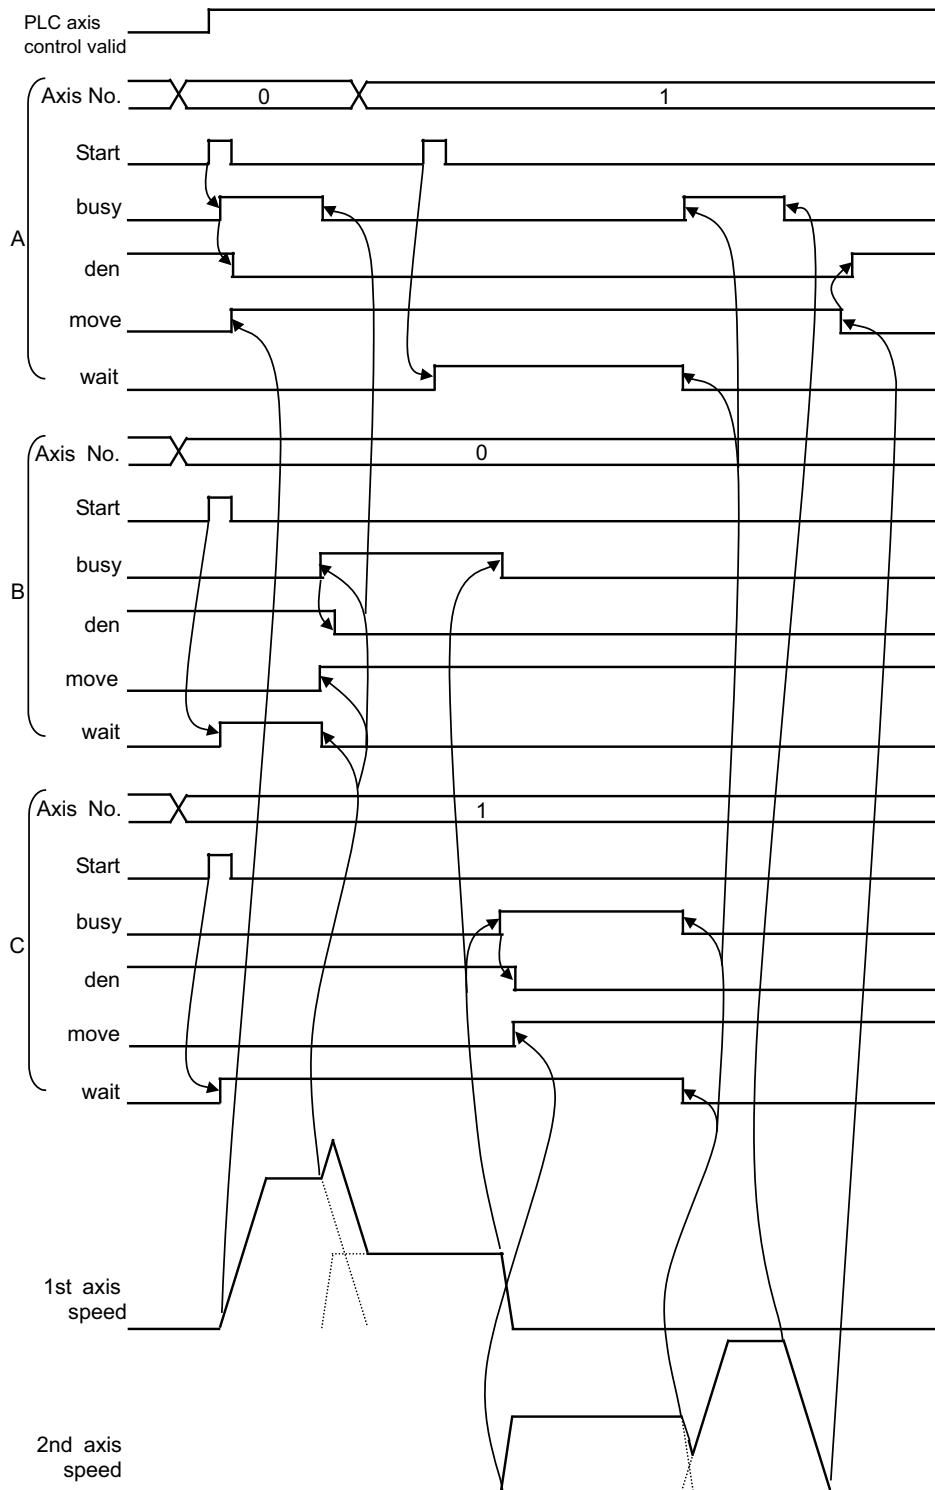 PLC axis
control valid
A
Axis No.
0
1
Start
busy
den
move
wait
B
Axis No.
0
Start
busy
den
move
wait
C
Axis No.
1
Start
busy
den
move
wait
1st axis
speed
2nd axis
speed